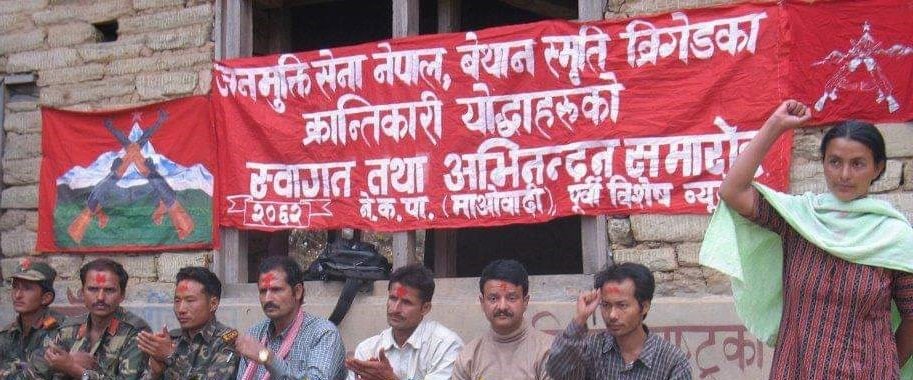 जनमुक्ति सेना नेपाल, बेथान स्मृति ब्रिगेडका
क्रान्तिकारी योद्धाहरुको
स्वागत तथा अभिनन्दन समारोह
२०६२
ने.क.पा. (माओवादी) पूर्वी विशेष